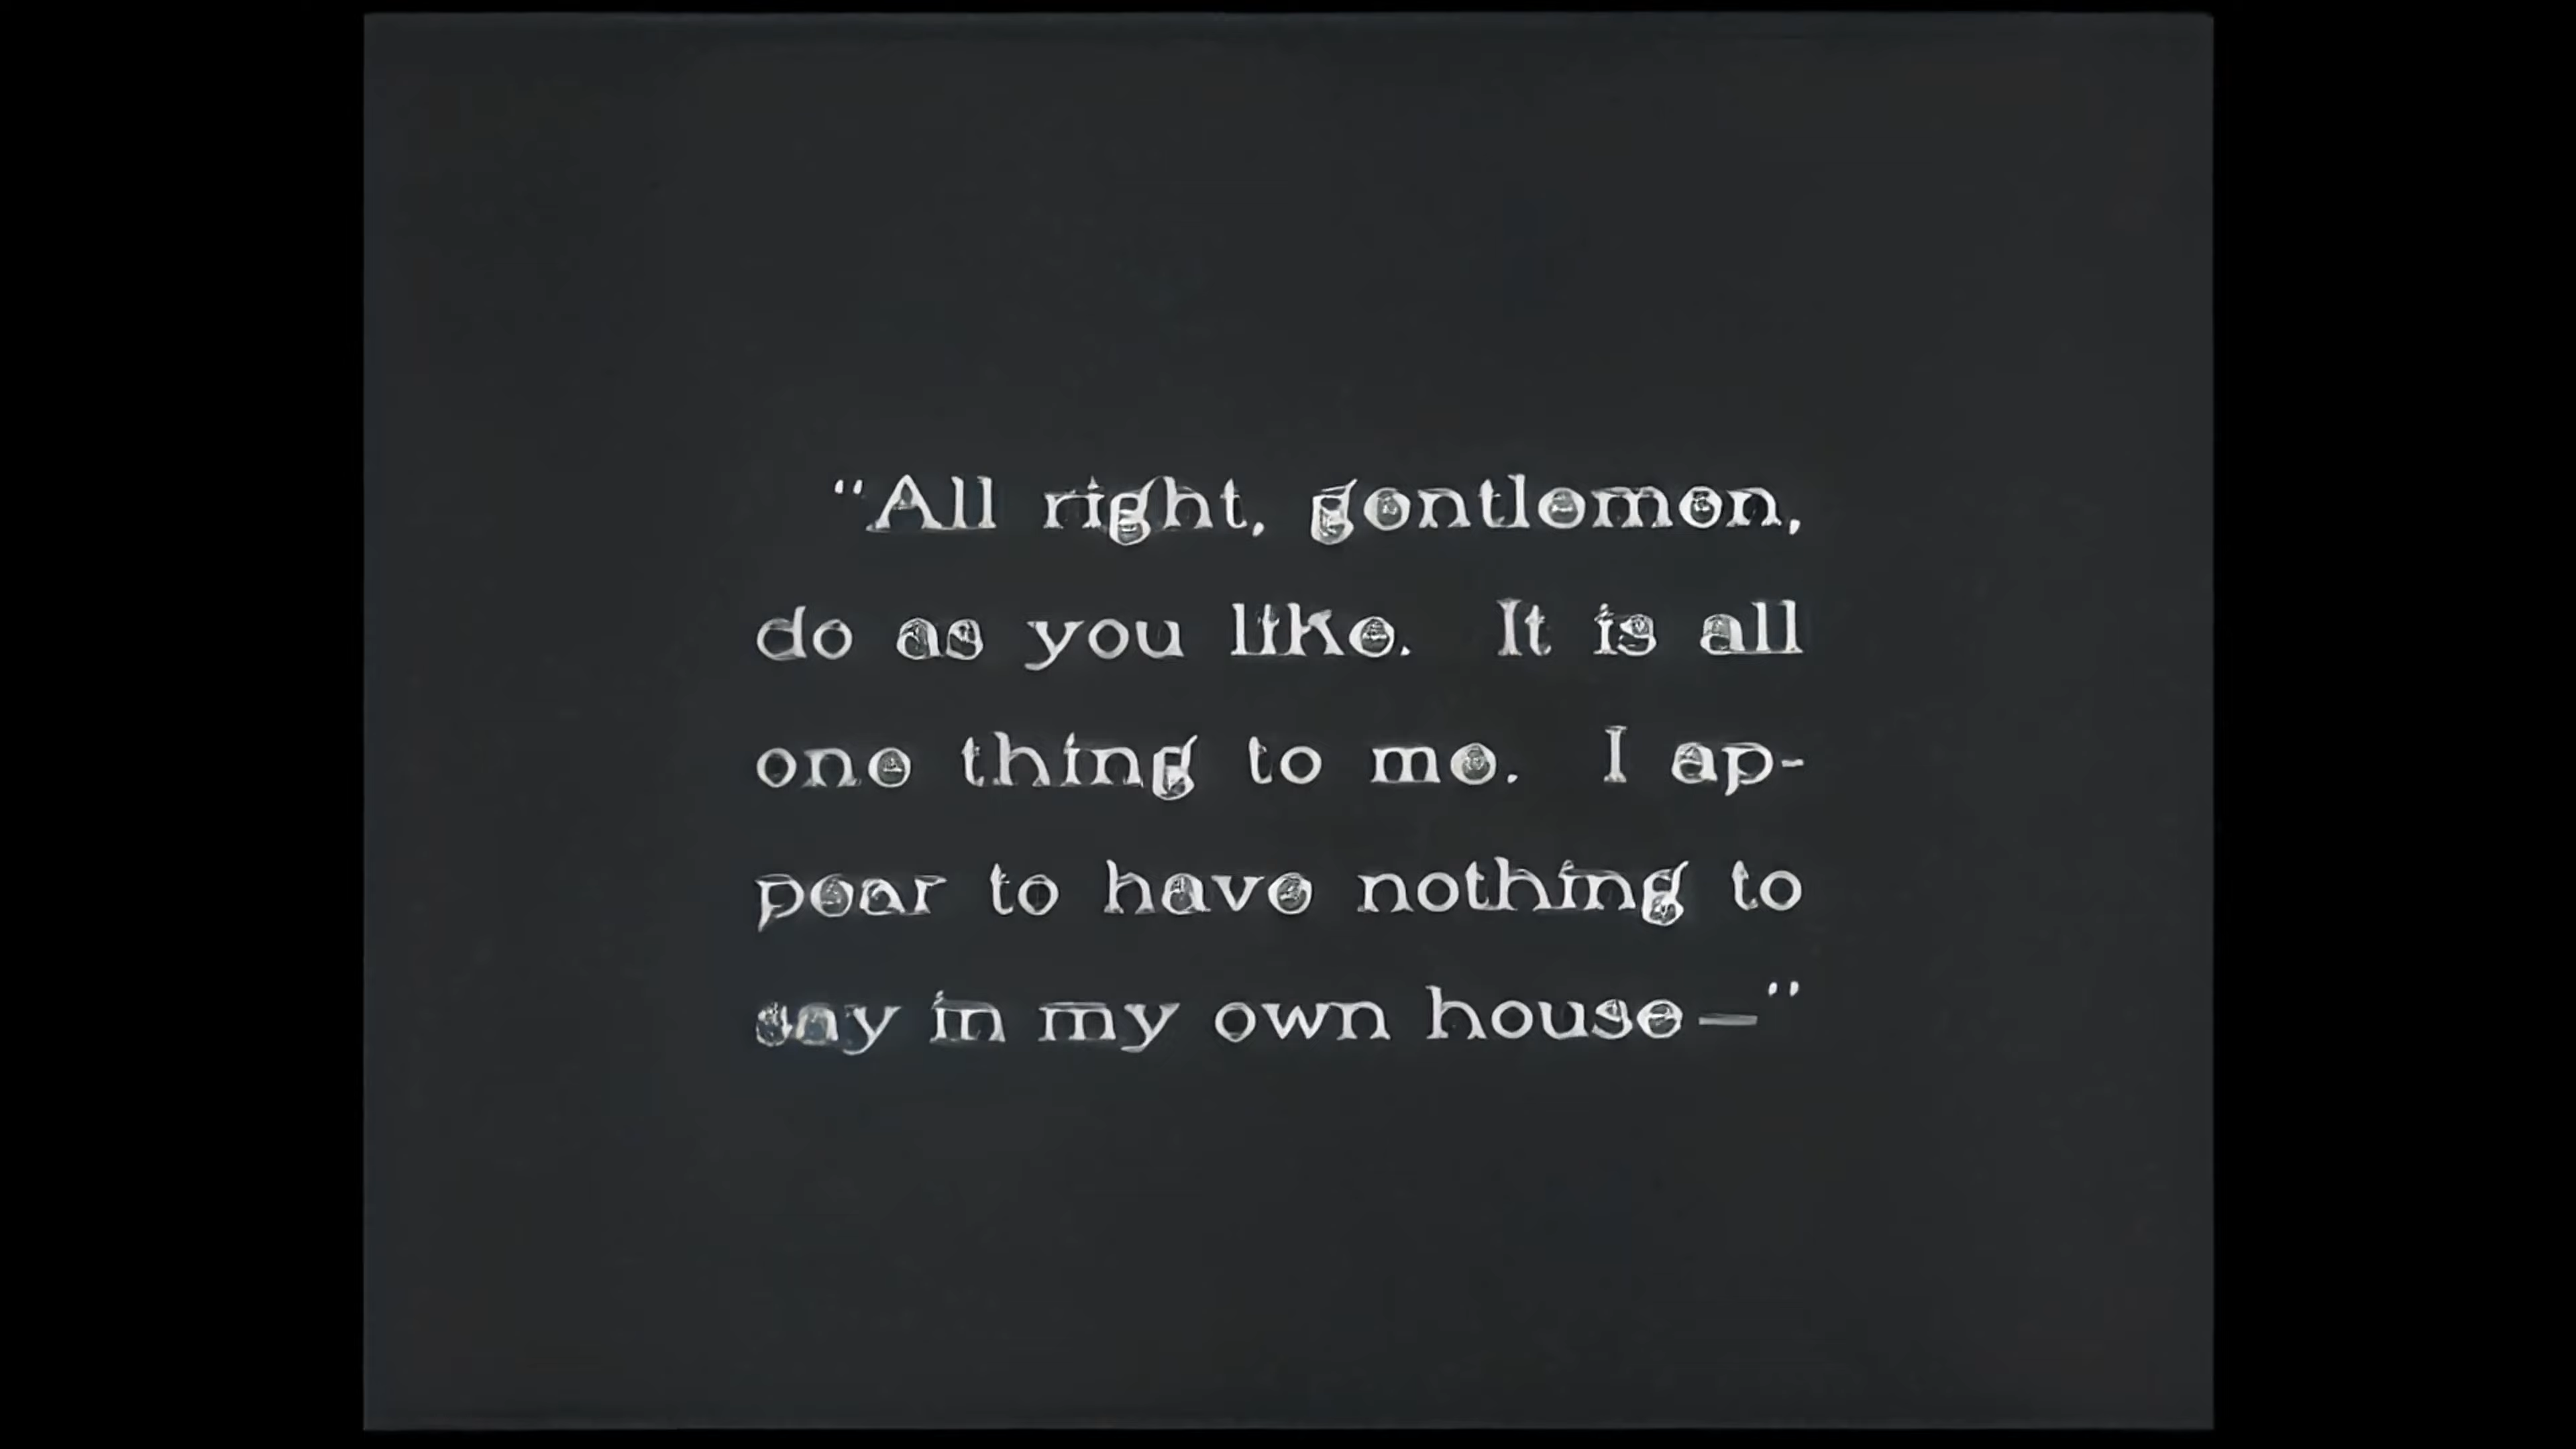 "All right, gentlemen,
do as you like. It is all
one thing to me. I ap-
pear to have nothing to
say in my own house—"